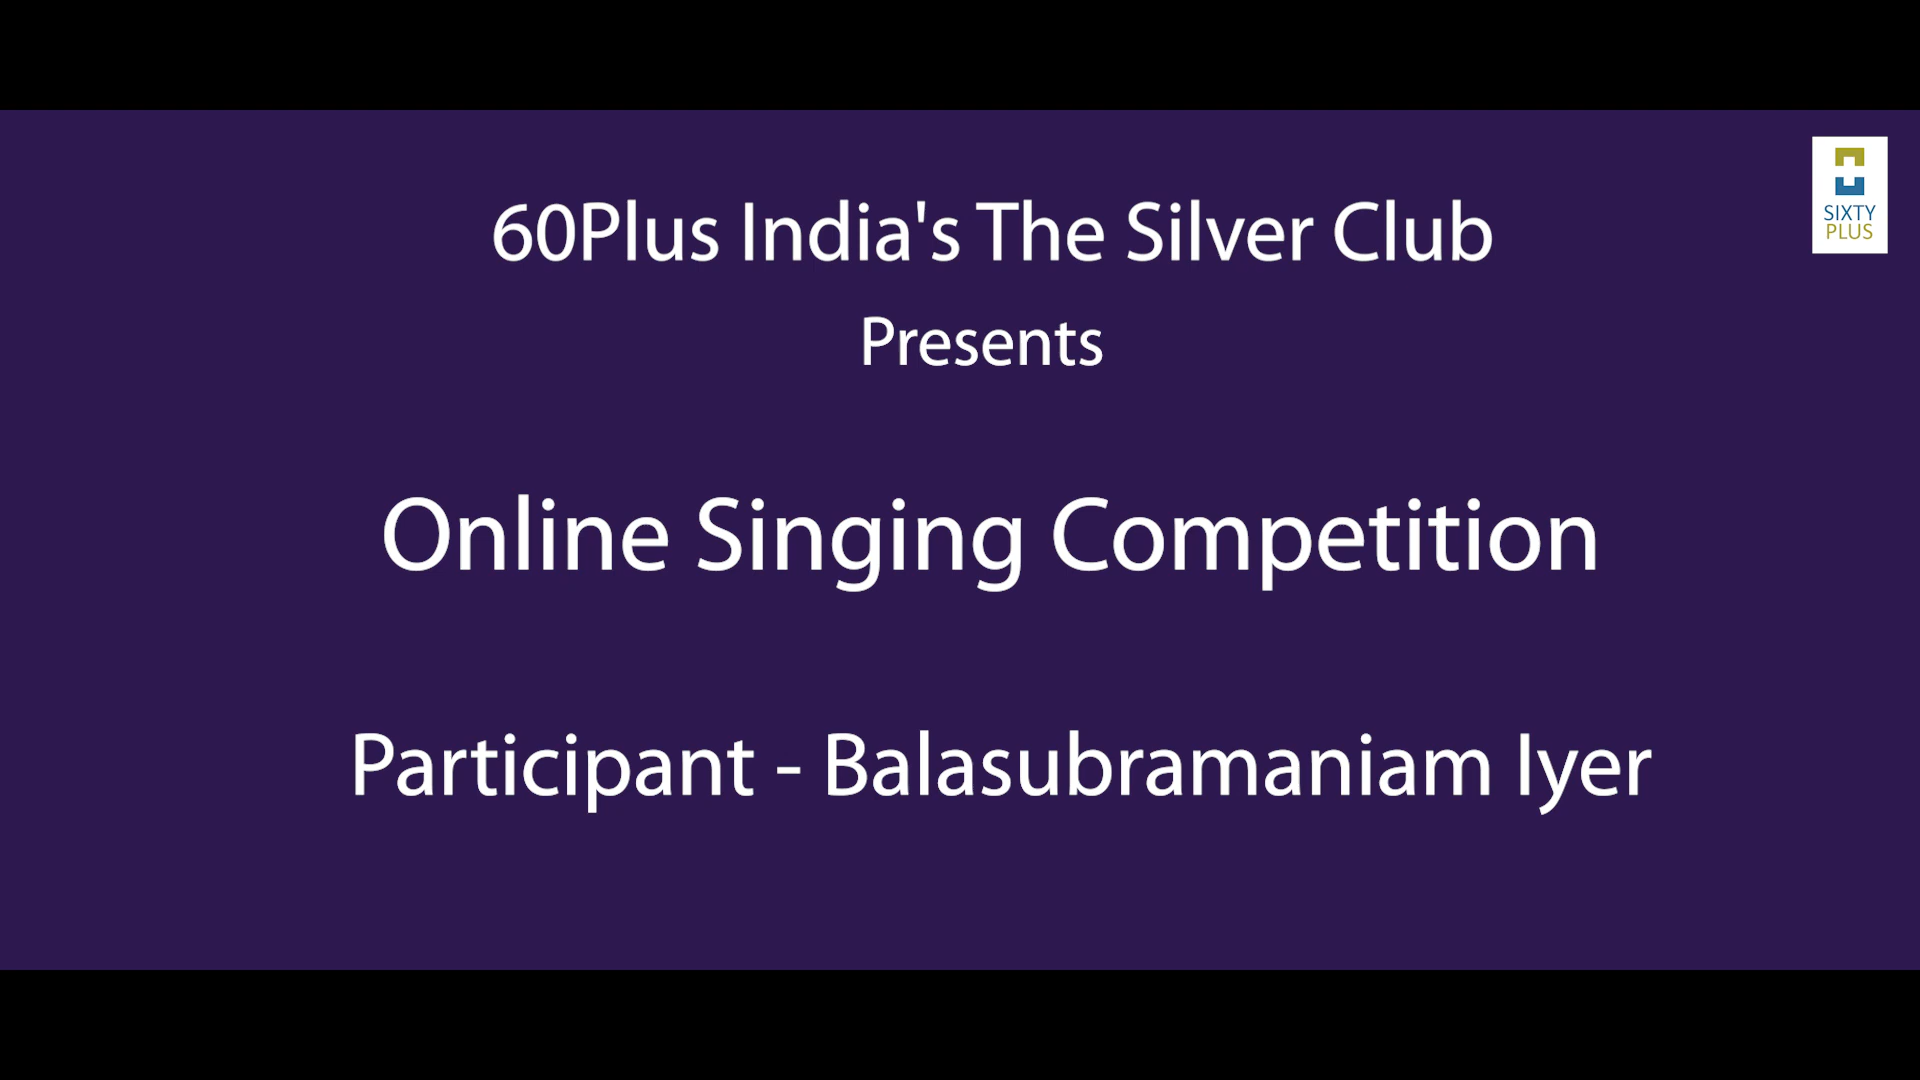 60Plus India's The Silver Club
Presents
Online Singing Competition
Participant - Balasubramaniam Iyer
SIXTY
PLUS